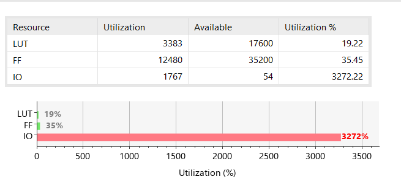 Resource Utilization Available Utilization %
LUT 3383 17600 19.22
FF 12480 35200 35.45
IO 1767 54 3272.22
LUT 19%
FF 35%
IO 3272%
0 500 1000 1500 2000 2500 3000 3500
Utilization (%)